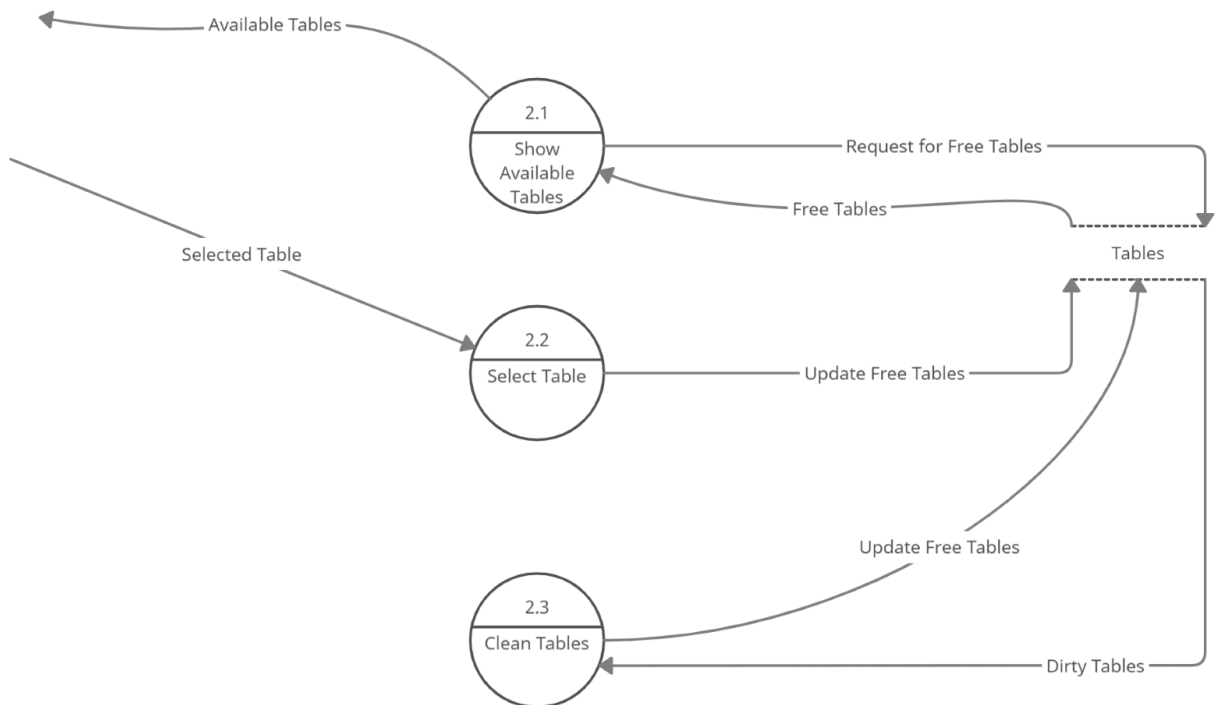 Available Tables
2.1
Show
Available
Tables
Request for Free Tables
Free Tables
Tables
Selected Table
2.2
Select Table
Update Free Tables
Update Free Tables
2.3
Clean Tables
Dirty Tables